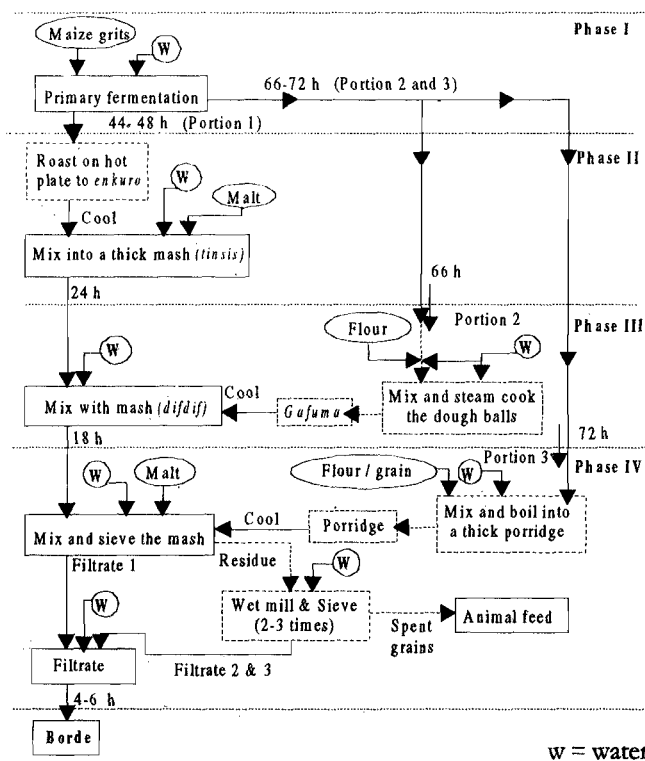 Phase I
Maize grits
W
66-72 h (Portion 2 and 3)
Primary fermentation
44- 48 h (Portion 1)
Phase II
Roast on hot
plate to enkuro
W
Malt
Cool
Mix into a thick mash (tinsis)
24 h
66 h
Phase III
Flour
Portion 2
W
W
Mix with mash (difdif)
Cool
Gafuma
Mix and steam cook
the dough balls
18 h
72 h
Phase IV
Portion 3
W
Malt
Flour / grain
W
Mix and sieve the mash
Cool
Porridge
Mix and boil into
a thick porridge
Filtrate 1
Residue
W
W
Wet mill & Sieve
(2-3 times)
Animal feed
Spent
grains
Filtrate
Filtrate 2 & 3
4-6 h
Borde
w = water